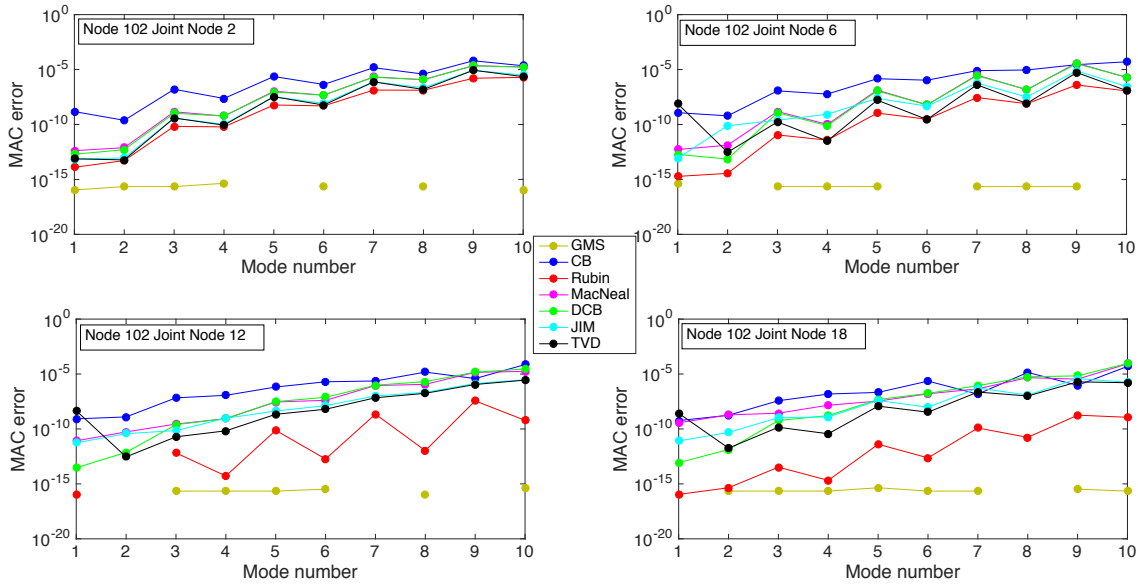 Node 102 Joint Node 2
MAC error
10^0
10^-5
10^-10
10^-15
10^-20
1 2 3 4 5 6 7 8 9 10
Mode number
Node 102 Joint Node 6
MAC error
10^0
10^-5
10^-10
10^-15
10^-20
1 2 3 4 5 6 7 8 9 10
Mode number
GMS
CB
Rubin
MacNeal
DCB
JIM
TVD
Node 102 Joint Node 12
MAC error
10^0
10^-5
10^-10
10^-15
10^-20
1 2 3 4 5 6 7 8 9 10
Mode number
Node 102 Joint Node 18
MAC error
10^0
10^-5
10^-10
10^-15
10^-20
1 2 3 4 5 6 7 8 9 10
Mode number